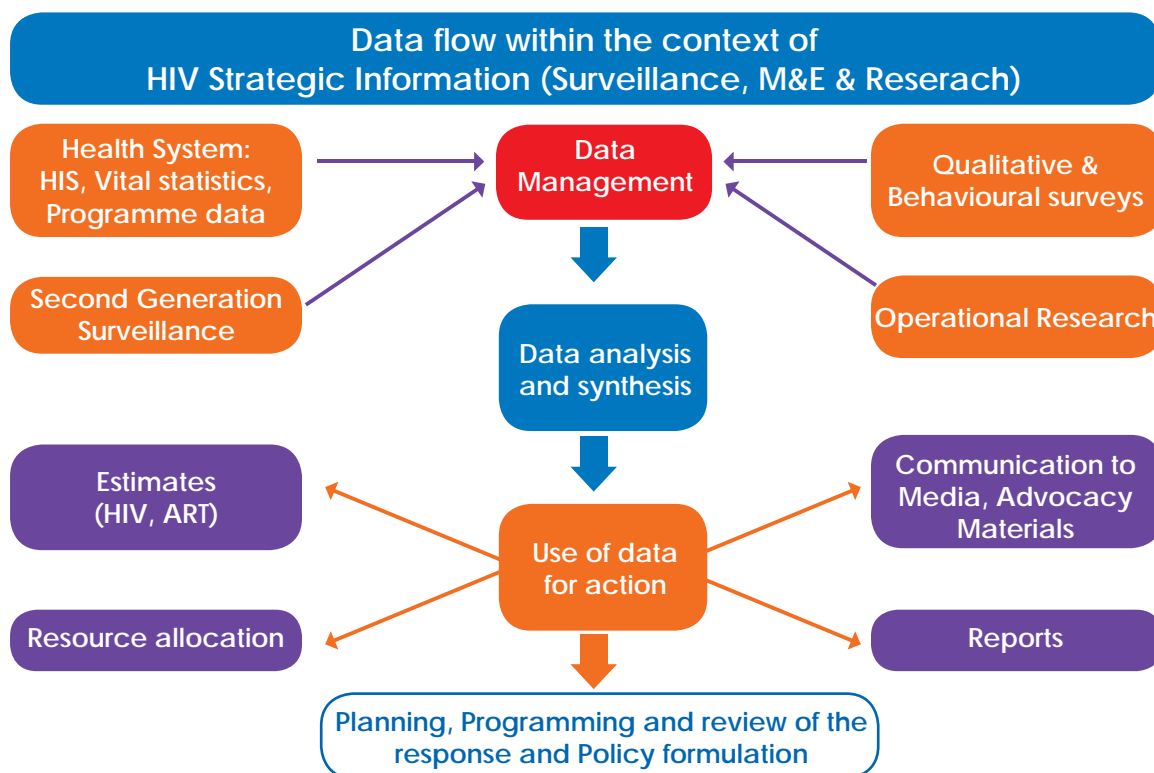 Data flow within the context of
HIV Strategic Information (Surveillance, M&E & Reserach)
Health System:
HIS, Vital statistics,
Programme data
Data
Management
Qualitative &
Behavioural surveys
Second Generation
Surveillance
Operational Research
Data analysis
and synthesis
Estimates
(HIV, ART)
Communication to
Media, Advocacy
Materials
Use of data
for action
Resource allocation
Reports
Planning, Programming and review of the
response and Policy formulation